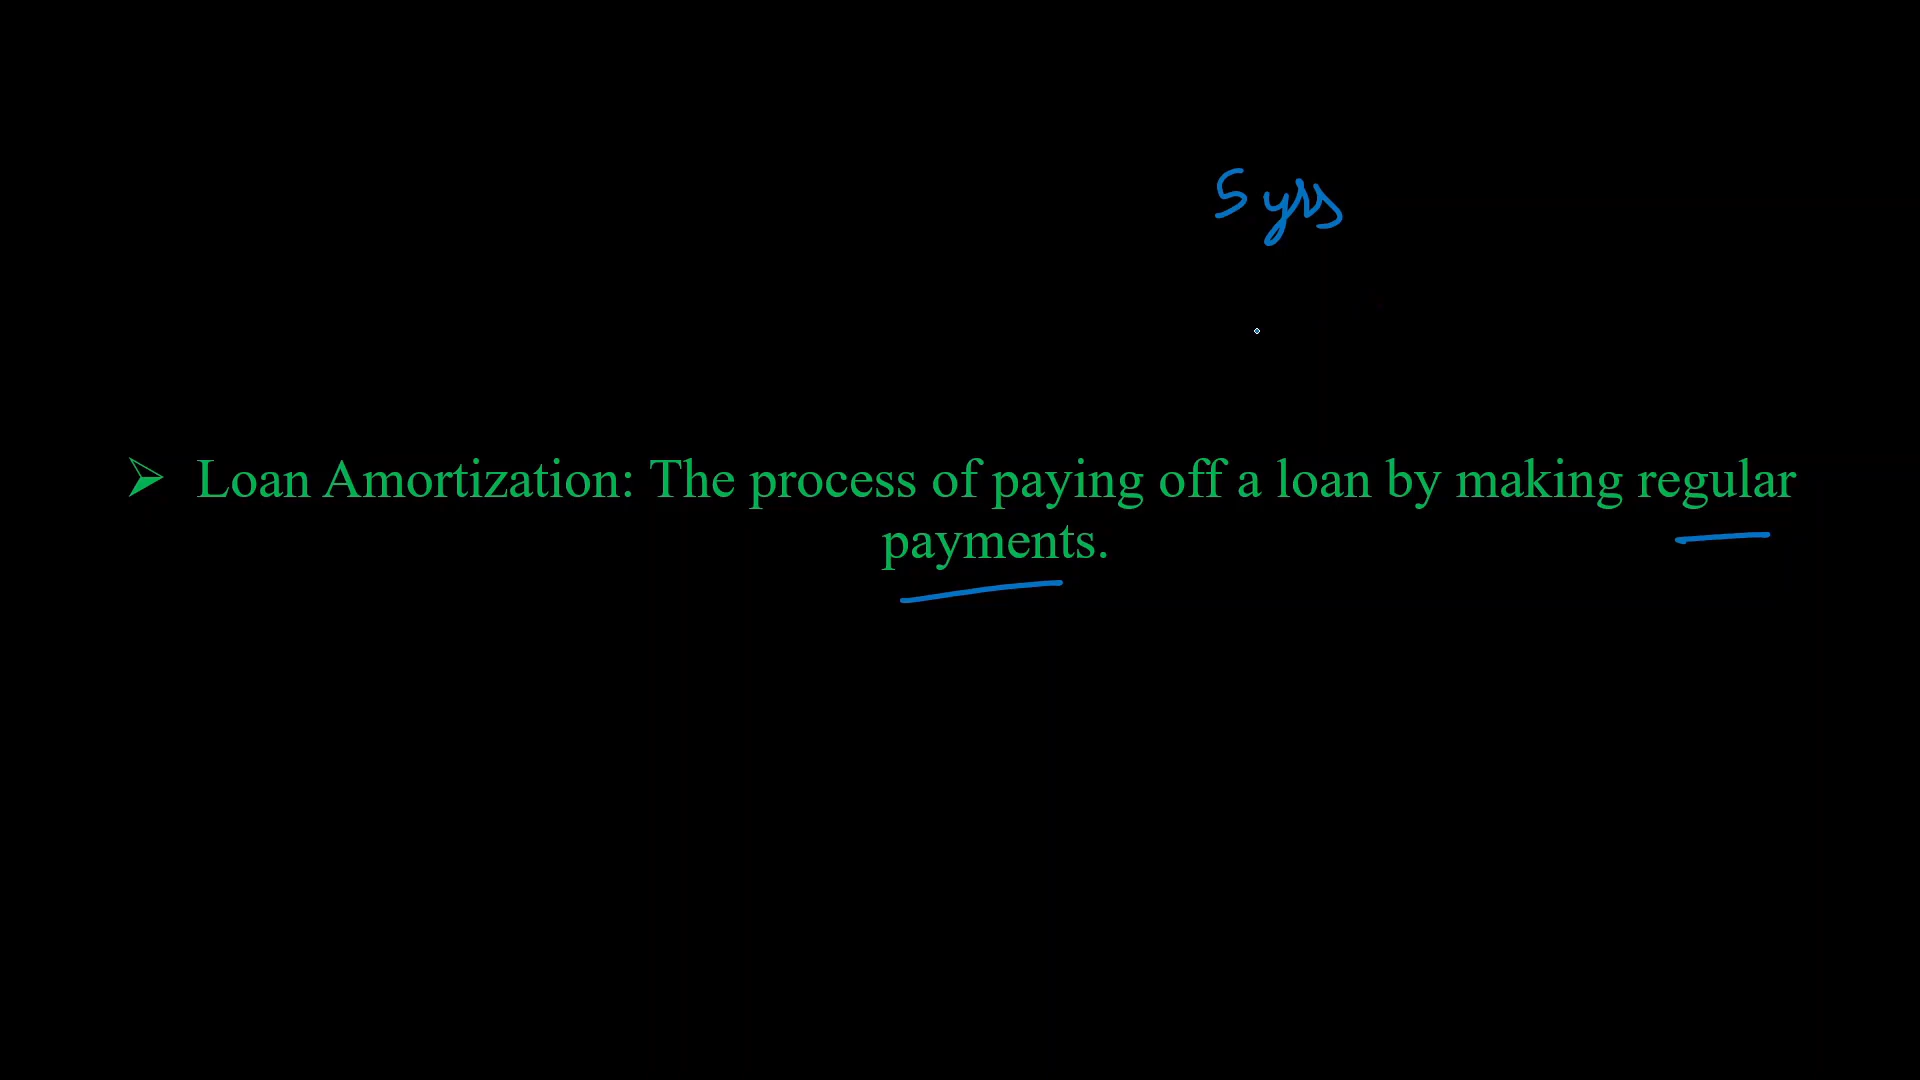 5 yrs
➢ Loan Amortization: The process of paying off a loan by making regular
payments.